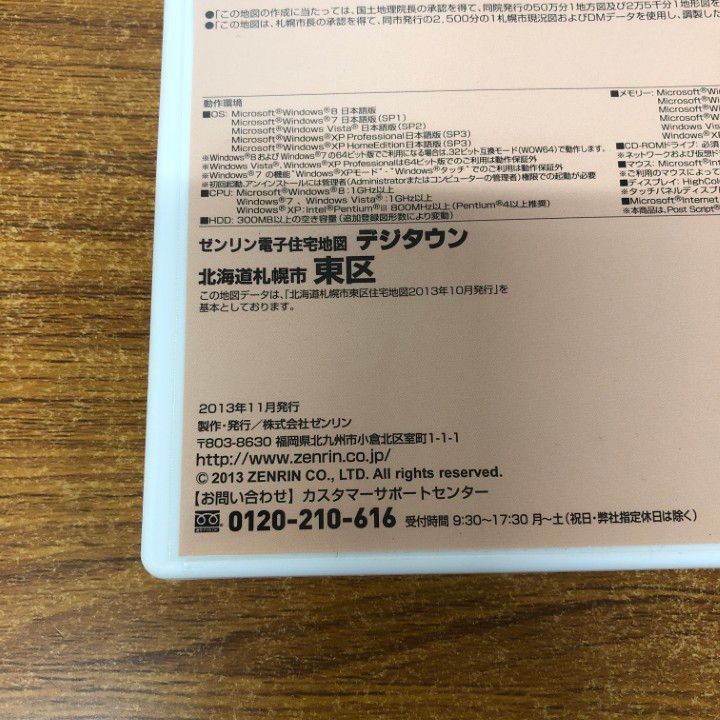 ●「この地図の作成に当たっては、国土地理院長の承認を得て、同院発行の50万分1地方図及び2万5千分1地形図を
●「この地図は、札幌市長の承認を得て、同市発行の2,500分の1札幌市現況図およびDMデータを使用し、調製した
動作環境
■OS: Microsoft®Windows®8 日本語版
Microsoft®Windows®7 日本語版(SP1)
Microsoft®Windows Vista® 日本語版(SP2)
Microsoft®Windows®XP Professional日本語版(SP3)
Microsoft®Windows®XP HomeEdition日本語版(SP3)
※Windows®8および Windows®7の64ビット版でご利用になる場合は、32ビット互換モード(WOW64)で動作します。
※Windows Vista®、Windows®XP Professionalは64ビット版でのご利用は動作保証外
※Windows®7 の機能"Windows®XPモード"・"Windows®タッチ"でのご利用は動作保証外
※初回起動、アンインストールには管理者(Administratorまたはコンピューターの管理者)権限での起動が必要
■CPU: Microsoft®Windows®8:1GHz以上
Windows®7、Windows Vista®:1GHz以上
Windows®XP:Intel®Pentium®Ⅲ 800MHz以上(Pentium®4以上推奨)
■HDD: 300MB以上の空き容量(追加登録図形数により変動)
■メモリー: Microsoft®Wi
Microsoft®W
Microsoft®W
Windows®XP
■CD-ROMドライブ: 必須
※ネットワークおよび仮想ドラ
■マウス: Microsoft®Int
※ご利用のマウスによって
■ディスプレイ: HighColo
※タッチパネルディスプ
■Microsoft®Internet
※本商品は、Post Script®
ゼンリン電子住宅地図 デジタウン
北海道札幌市 東区
この地図データは、「北海道札幌市東区住宅地図2013年10月発行」を
基本としております。
2013年11月発行
製作・発行/株式会社ゼンリン
〒803-8630 福岡県北九州市小倉北区室町1-1-1
http://www.zenrin.co.jp/
© 2013 ZENRIN CO., LTD. All rights reserved.
【お問い合わせ】カスタマーサポートセンター
0120-210-616 受付時間 9:30～17:30 月～土(祝日・弊社指定休日は除く)